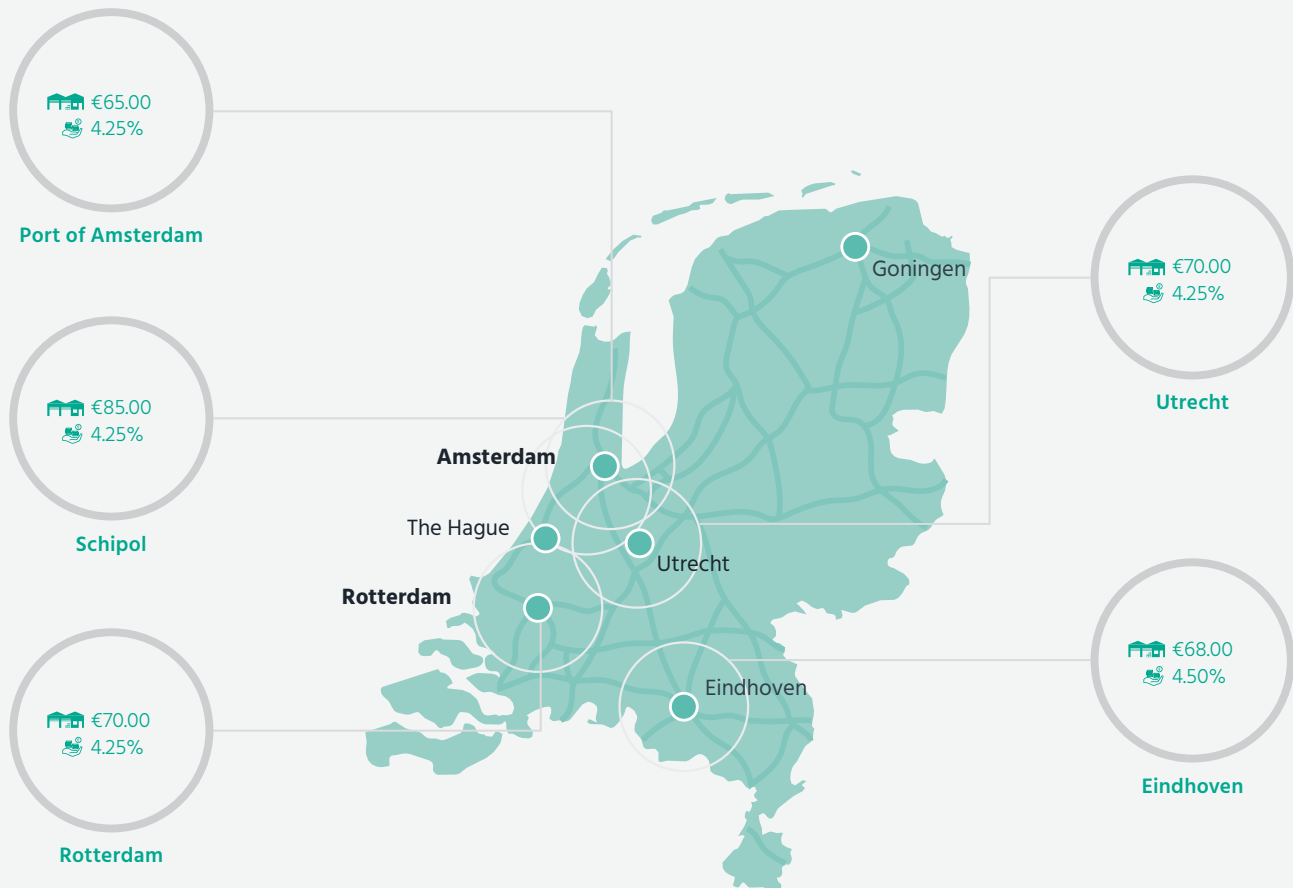 €65.00
4.25%
Port of Amsterdam
€85.00
4.25%
Schipol
€70.00
4.25%
Rotterdam
Goningen
Amsterdam
The Hague
Utrecht
Rotterdam
Eindhoven
€70.00
4.25%
Utrecht
€68.00
4.50%
Eindhoven